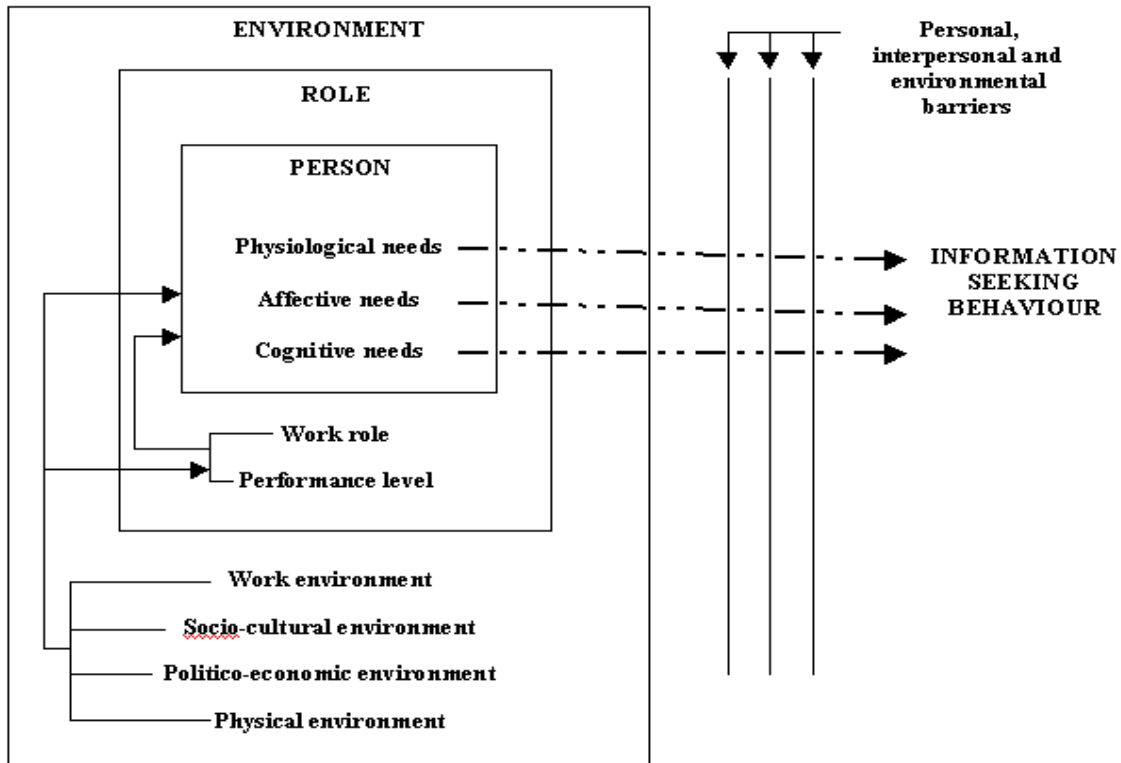 ENVIRONMENT
ROLE
PERSON
Physiological needs
Affective needs
Cognitive needs
Work role
Performance level
Work environment
Socio-cultural environment
Politico-economic environment
Physical environment
Personal,
interpersonal and
environmental
barriers
INFORMATION
SEEKING
BEHAVIOUR